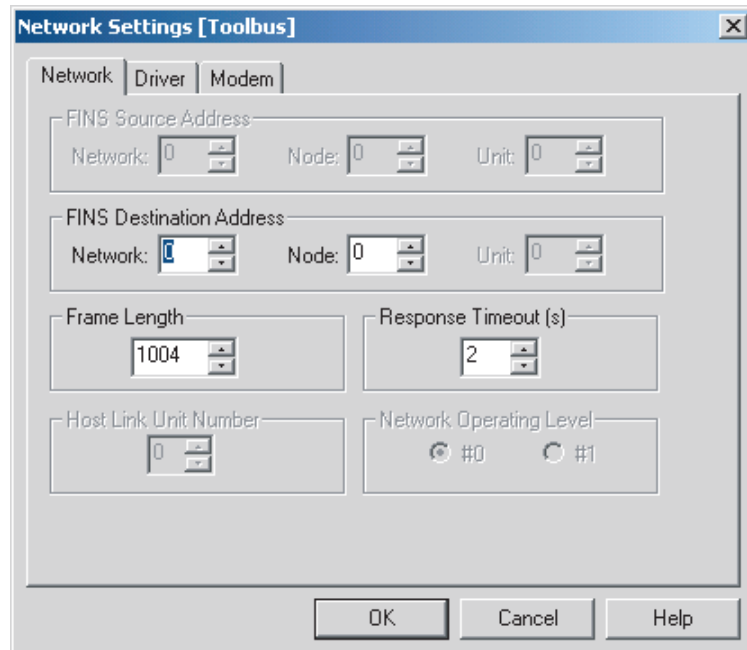 Network Settings [Toolbus]
Network Driver Modem
FINS Source Address
Network: 0 Node: 0 Unit: 0
FINS Destination Address
Network: 0 Node: 0 Unit: 0
Frame Length Response Timeout (s)
1004 2
Host Link Unit Number Network Operating Level
0 #0 #1
OK Cancel Help